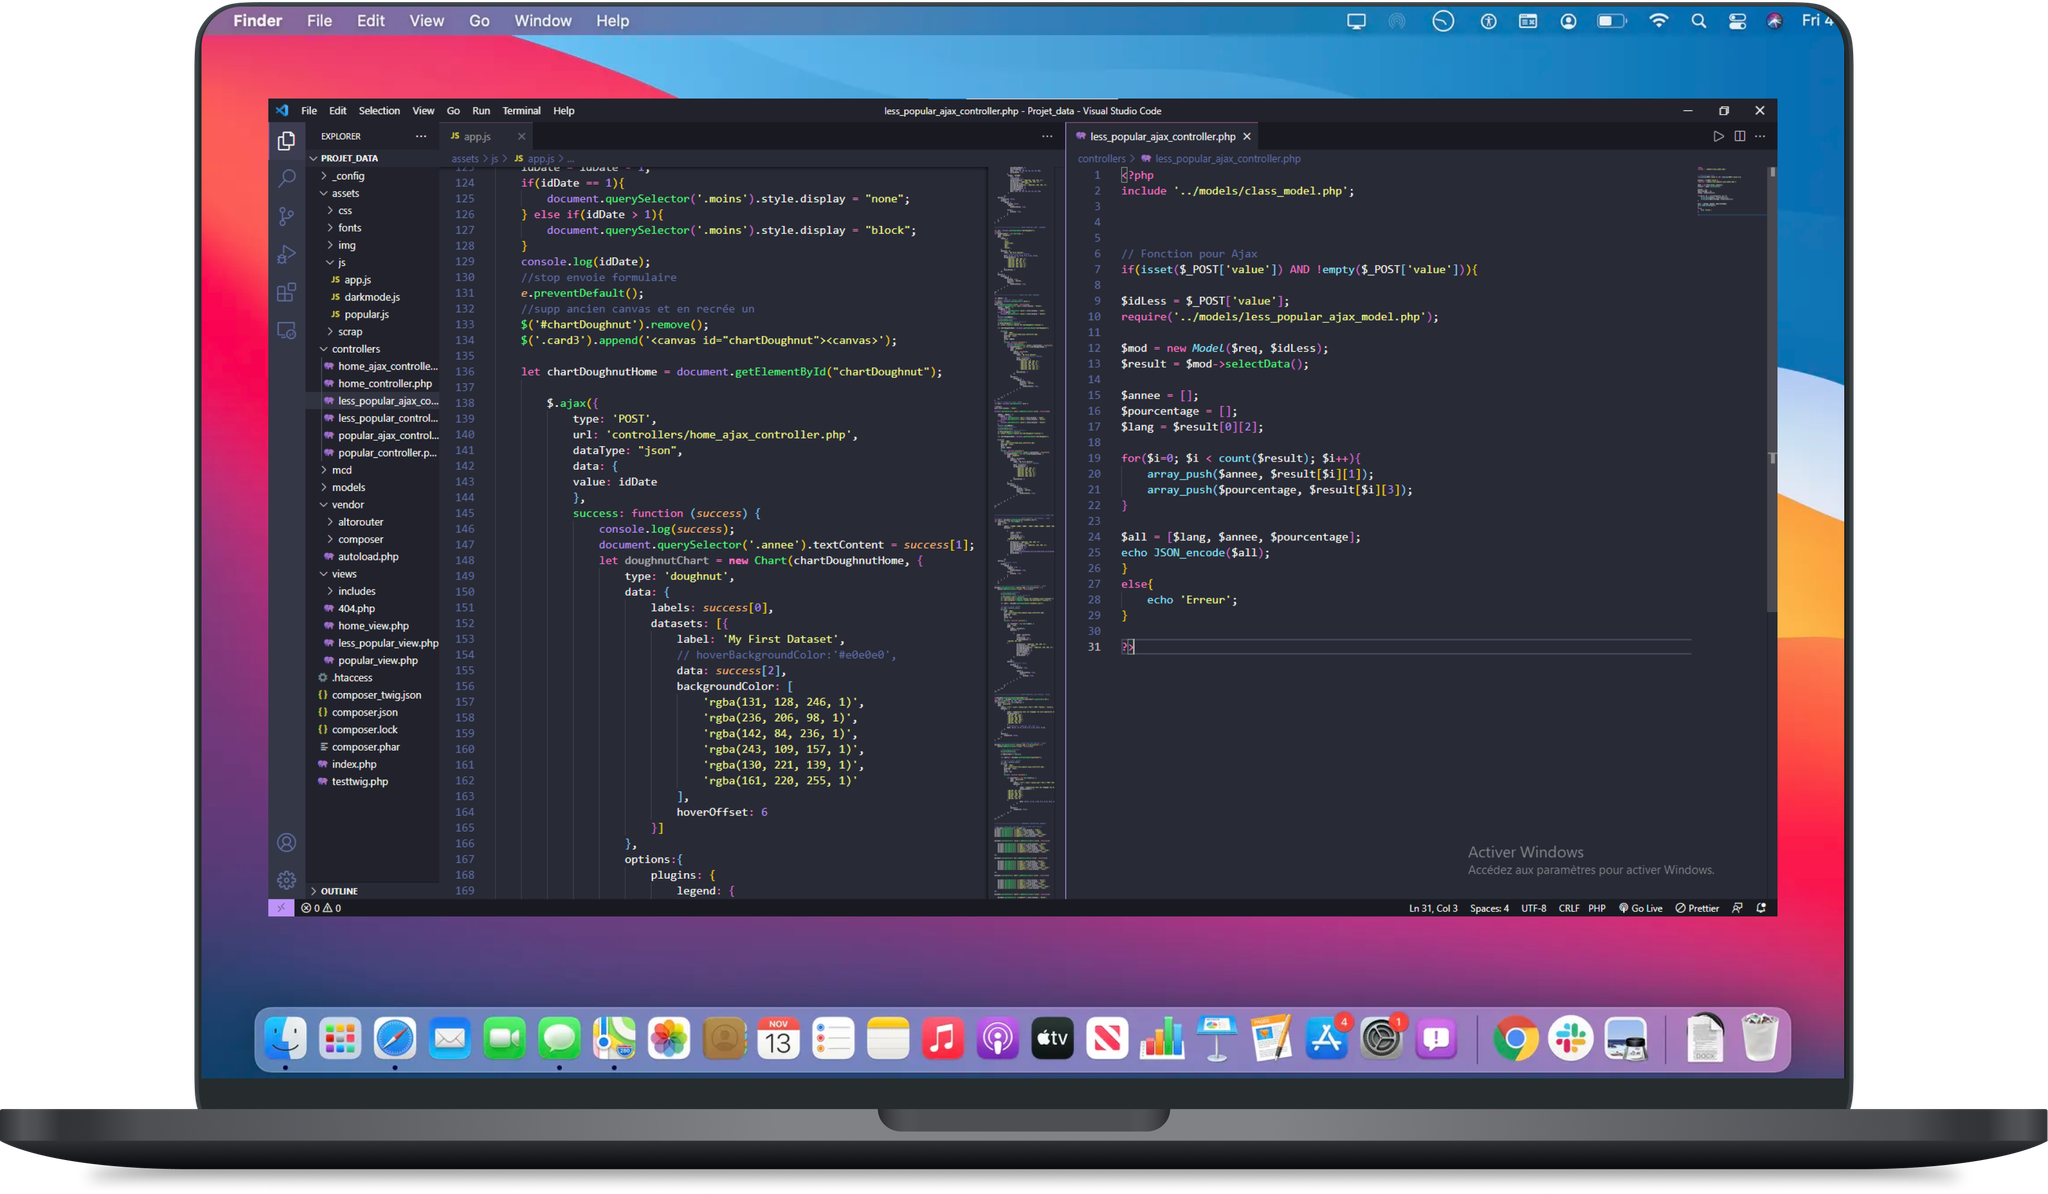 Finder File Edit View Go Window Help Fri 4
File Edit Selection View Go Run Terminal Help less_popular_ajax_controller.php - Projet_data - Visual Studio Code
EXPLORER
PROJET_DATA
_config
assets
css
fonts
img
js
app.js
darkmode.js
popular.js
scrap
controllers
home_ajax_controlle...
home_controller.php
less_popular_ajax_co...
less_popular_control...
popular_ajax_control...
popular_controller.p...
mcd
models
vendor
altorouter
composer
autoload.php
views
includes
404.php
home_view.php
less_popular_view.php
popular_view.php
.htaccess
composer_twig.json
composer.json
composer.lock
composer.phar
index.php
testtwig.php
OUTLINE
JS app.js
assets > js > JS app.js > ...
124 if(idDate == 1){
125 document.querySelector('.moins').style.display = "none";
126 } else if(idDate > 1){
127 document.querySelector('.moins').style.display = "block";
128 }
129 console.log(idDate);
130 //stop envoie formulaire
131 e.preventDefault();
132 //supp ancien canvas et en recrée un
133 $('#chartDoughnut').remove();
134 $('.card3').append('<canvas id="chartDoughnut"><canvas>');
135
136 let chartDoughnutHome = document.getElementById("chartDoughnut");
137
138 $.ajax({
139 type: 'POST',
140 url: 'controllers/home_ajax_controller.php',
141 dataType: "json",
142 data: {
143 value: idDate
144 },
145 success: function (success) {
146 console.log(success);
147 document.querySelector('.annee').textContent = success[1];
148 let doughnutChart = new Chart(chartDoughnutHome, {
149 type: 'doughnut',
150 data: {
151 labels: success[0],
152 datasets: [{
153 label: 'My First Dataset',
154 // hoverBackgroundColor:'#e0e0e0',
155 data: success[2],
156 backgroundColor: [
157 'rgba(131, 128, 246, 1)',
158 'rgba(236, 206, 98, 1)',
159 'rgba(142, 84, 236, 1)',
160 'rgba(243, 109, 157, 1)',
161 'rgba(130, 221, 139, 1)',
162 'rgba(161, 220, 255, 1)'
163 ],
164 hoverOffset: 6
165 }]
166 },
167 options:{
168 plugins: {
169 legend: {
less_popular_ajax_controller.php
controllers > less_popular_ajax_controller.php
1 <?php
2 include '../models/class_model.php';
3
4
5
6 // Fonction pour Ajax
7 if(isset($_POST['value']) AND !empty($_POST['value'])){
8
9 $idLess = $_POST['value'];
10 require('../models/less_popular_ajax_model.php');
11
12 $mod = new Model($req, $idLess);
13 $result = $mod->selectData();
14
15 $annee = [];
16 $pourcentage = [];
17 $lang = $result[0][2];
18
19 for($i=0; $i < count($result); $i++){
20 array_push($annee, $result[$i][1]);
21 array_push($pourcentage, $result[$i][3]);
22 }
23
24 $all = [$lang, $annee, $pourcentage];
25 echo JSON_encode($all);
26 }
27 else{
28 echo 'Erreur';
29 }
30
31 ?>
Activer Windows
Accédez aux paramètres pour activer Windows.
0 0 Ln 31, Col 3 Spaces: 4 UTF-8 CRLF PHP Go Live Prettier
NOV
13
tv
4
1
DOCX